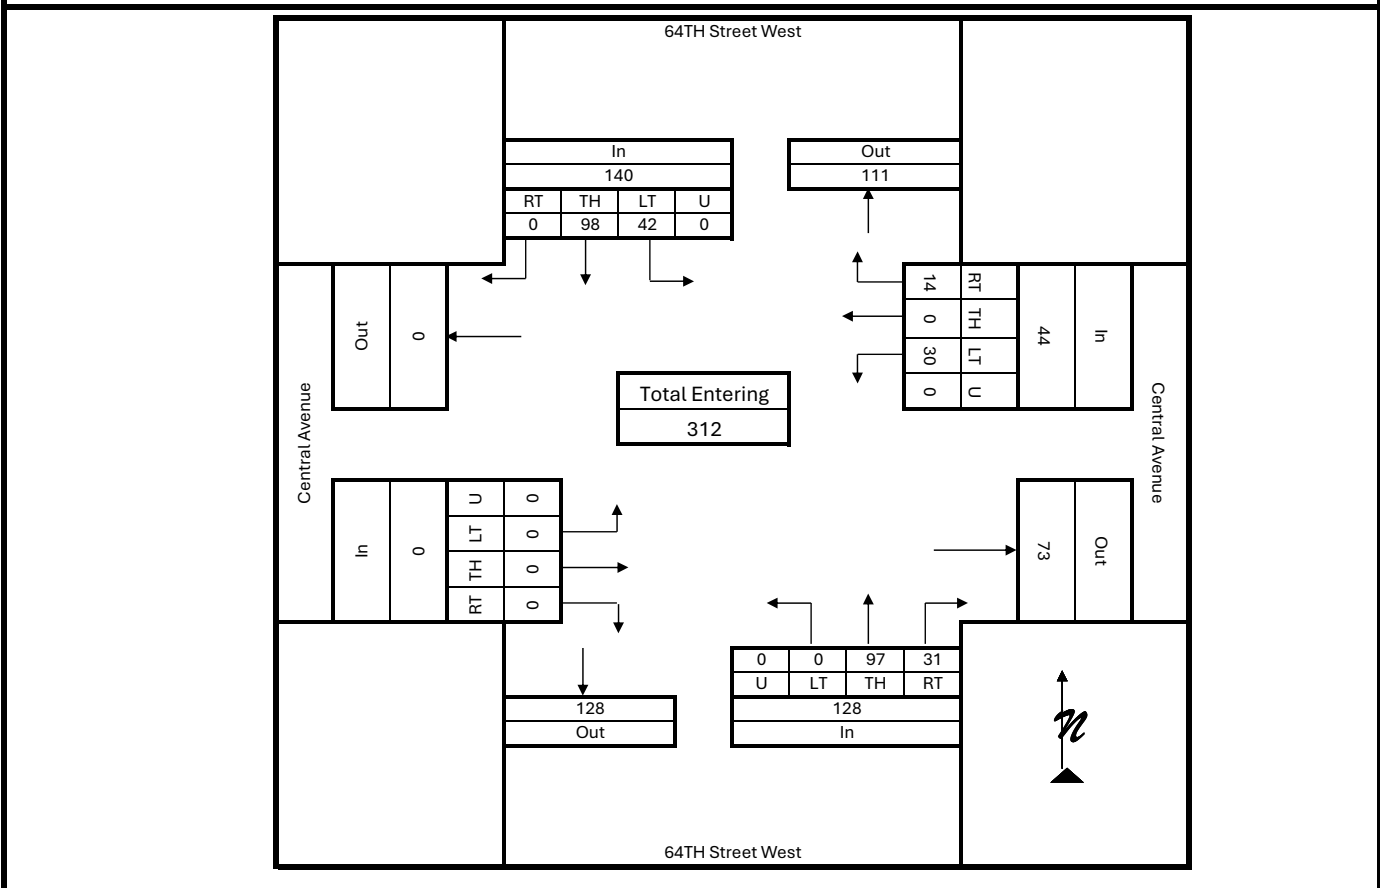 64TH Street West
In
140
RT TH LT U
0 98 42 0
Out
111
Out 0
14 RT
0 TH
30 LT
0 U
44 In
Central Avenue
Total Entering
312
Central Avenue
In 0
U 0
LT 0
TH 0
RT 0
73 Out
0 0 97 31
U LT TH RT
128
In
128
Out
N
64TH Street West